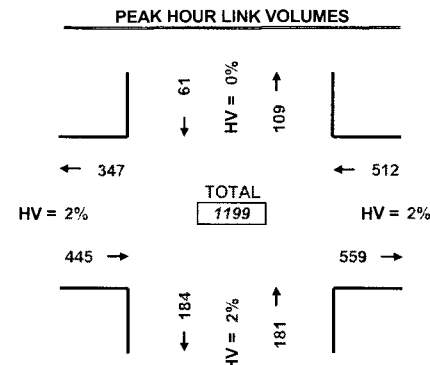 PEAK HOUR LINK VOLUMES
61
HV = 0%
109
347
512
TOTAL
1199
HV = 2%
HV = 2%
445
559
184
HV = 2%
181